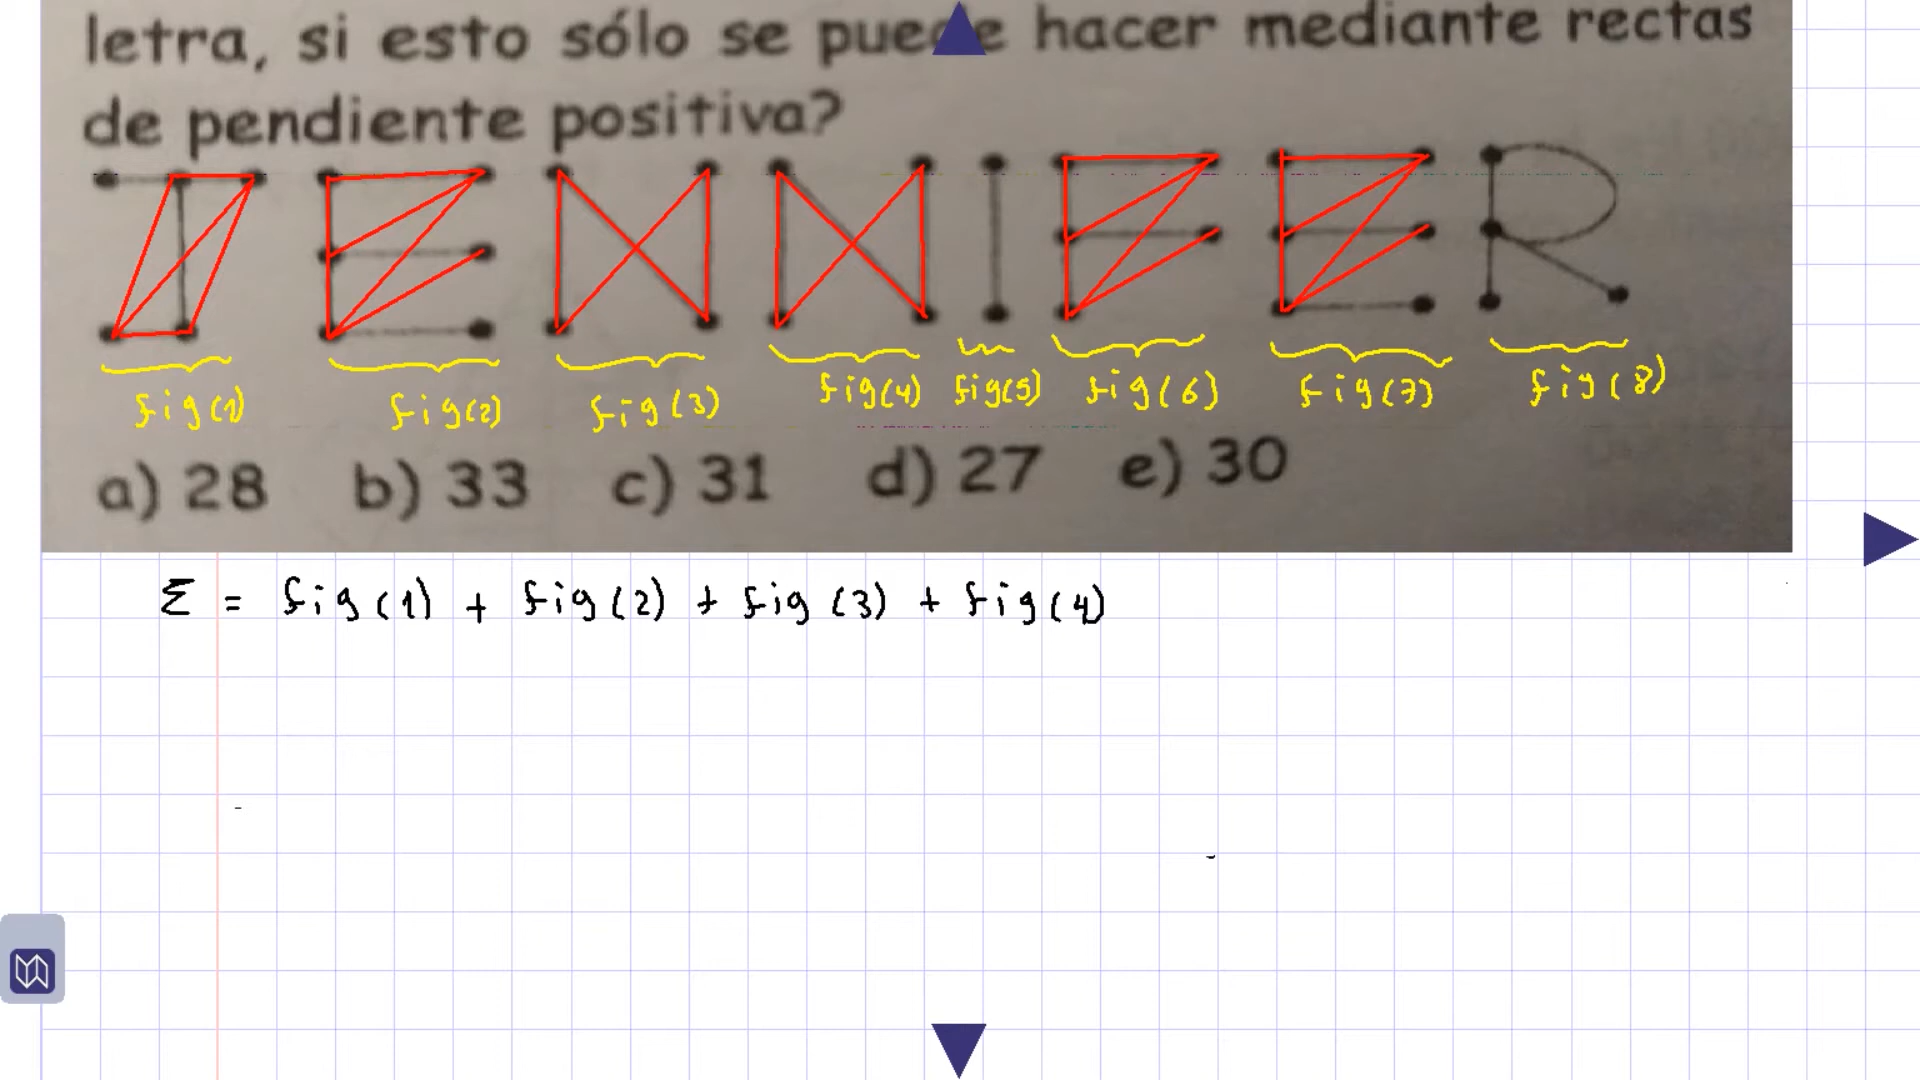 letra, si esto sólo se puede hacer mediante rectas
de pendiente positiva?
fig(1) fig(2) fig(3) fig(4) fig(5) fig(6) fig(7) fig(8)
a) 28 b) 33 c) 31 d) 27 e) 30
Σ = fig(1) + fig(2) + fig(3) + fig(4)